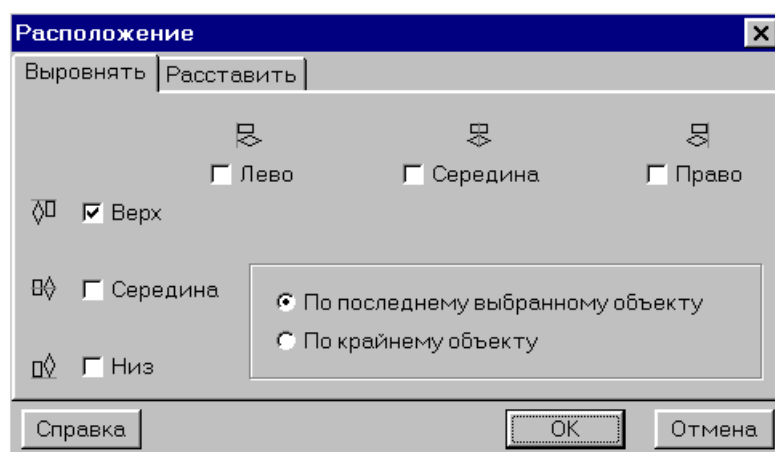 Расположение
Выровнять Расставить
Лево Середина Право
Верх
Середина
По последнему выбранному объекту
По крайнему объекту
Низ
Справка OK Отмена